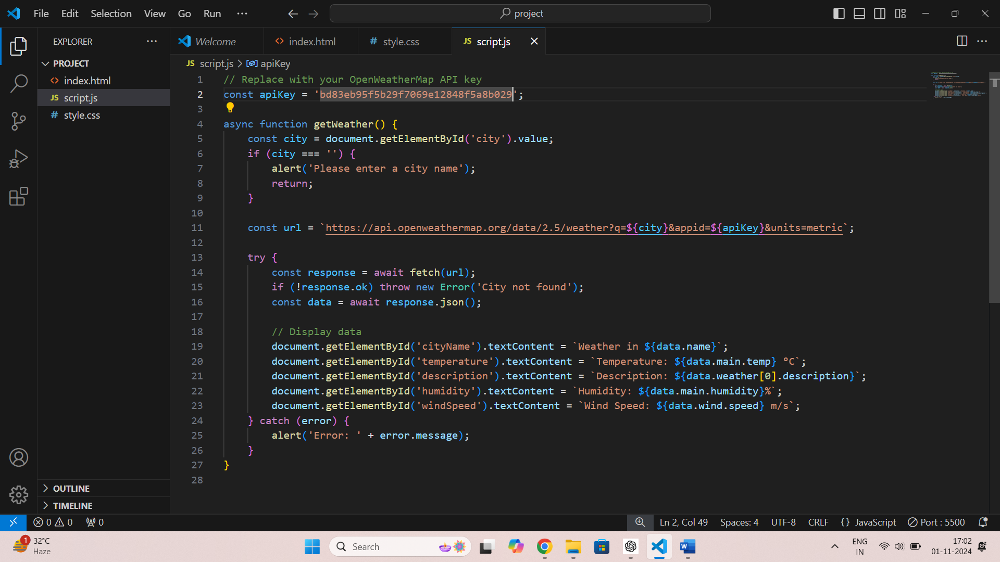 File Edit Selection View Go Run ··· project
EXPLORER ···
Welcome index.html style.css script.js
PROJECT
index.html
script.js
style.css
script.js > apiKey
1 // Replace with your OpenWeatherMap API key
2 const apiKey = 'bd83eb95f5b29f7069e12848f5a8b029';
3
4 async function getWeather() {
5 const city = document.getElementById('city').value;
6 if (city === '') {
7 alert('Please enter a city name');
8 return;
9 }
10
11 const url = `https://api.openweathermap.org/data/2.5/weather?q=${city}&appid=${apiKey}&units=metric`;
12
13 try {
14 const response = await fetch(url);
15 if (!response.ok) throw new Error('City not found');
16 const data = await response.json();
17
18 // Display data
19 document.getElementById('cityName').textContent = `Weather in ${data.name}`;
20 document.getElementById('temperature').textContent = `Temperature: ${data.main.temp} °C`;
21 document.getElementById('description').textContent = `Description: ${data.weather[0].description}`;
22 document.getElementById('humidity').textContent = `Humidity: ${data.main.humidity}%`;
23 document.getElementById('windSpeed').textContent = `Wind Speed: ${data.wind.speed} m/s`;
24 } catch (error) {
25 alert('Error: ' + error.message);
26 }
27 }
28
OUTLINE
TIMELINE
0 0 0 Ln 2, Col 49 Spaces: 4 UTF-8 CRLF {} JavaScript Port : 5500
1 32°C
Haze
Search
ENG
IN
17:02
01-11-2024